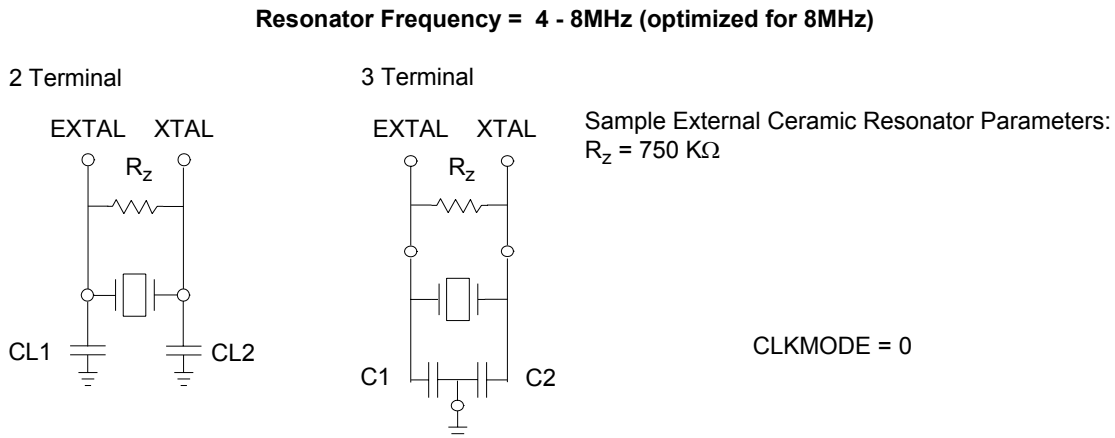 Resonator Frequency = 4 - 8MHz (optimized for 8MHz)
2 Terminal
EXTAL XTAL
Rz
CL1
CL2
3 Terminal
EXTAL XTAL
Rz
C1
C2
Sample External Ceramic Resonator Parameters:
Rz = 750 KΩ
CLKMODE = 0